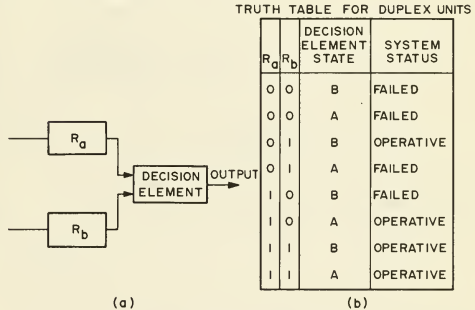 TRUTH TABLE FOR DUPLEX UNITS
Ra Rb DECISION ELEMENT STATE SYSTEM STATUS
0 0 B FAILED
0 0 A FAILED
0 1 B OPERATIVE
0 1 A FAILED
1 0 B FAILED
1 0 A OPERATIVE
1 1 B OPERATIVE
1 1 A OPERATIVE
Ra
DECISION ELEMENT
OUTPUT
Rb
(a)
(b)